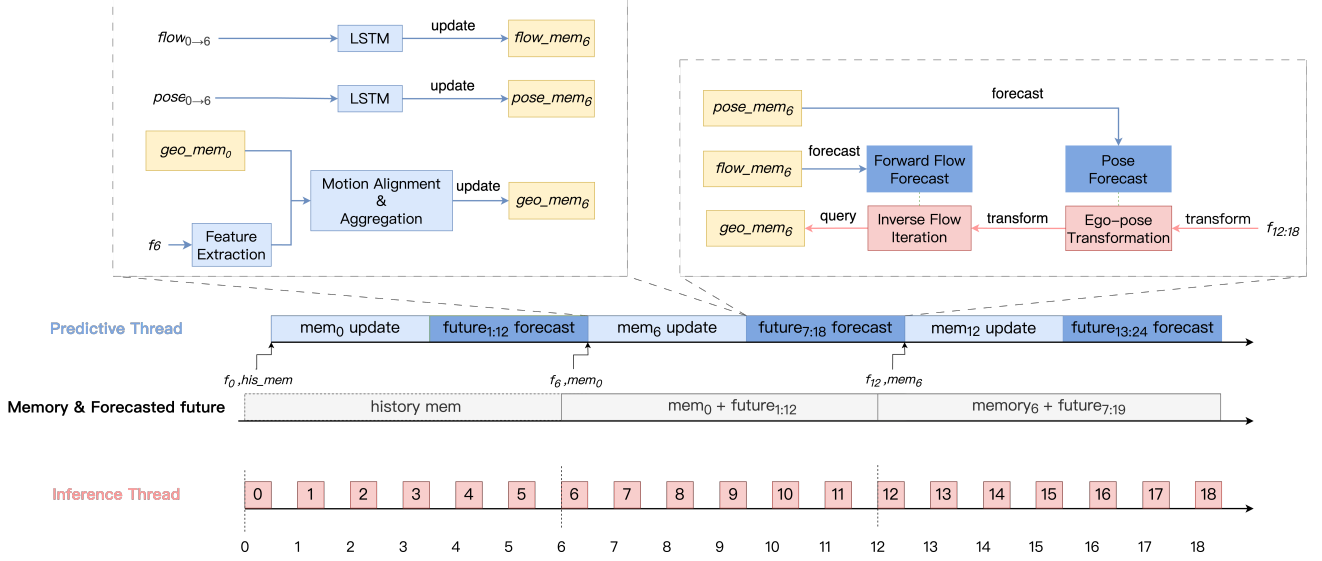 flow0→6
LSTM
update
flow_mem6
pose0→6
LSTM
update
pose_mem6
geo_mem0
Motion Alignment
&
Aggregation
update
geo_mem6
f6
Feature
Extraction
pose_mem6
forecast
flow_mem6
forecast
Forward Flow
Forecast
Pose
Forecast
geo_mem6
query
Inverse Flow
Iteration
transform
Ego-pose
Transformation
transform
f12:18
Predictive Thread
mem0 update
future1:12 forecast
mem6 update
future7:18 forecast
mem12 update
future13:24 forecast
f0,his_mem
f6,mem0
f12,mem6
Memory & Forecasted future
history mem
mem0 + future1:12
memory6 + future7:19
Inference Thread
0 1 2 3 4 5 6 7 8 9 10 11 12 13 14 15 16 17 18
0 1 2 3 4 5 6 7 8 9 10 11 12 13 14 15 16 17 18